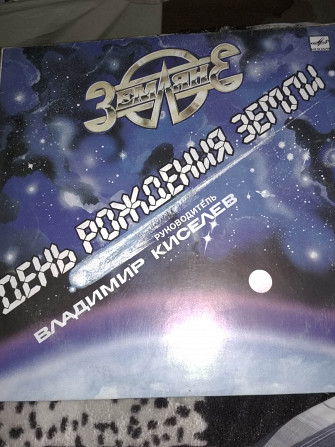 ЗЕМЛЯНЕ
ДЕНЬ РОЖДЕНИЯ ЗЕМЛИ
РУКОВОДИТЕЛЬ
ВЛАДИМИР КИСЕЛЕВ